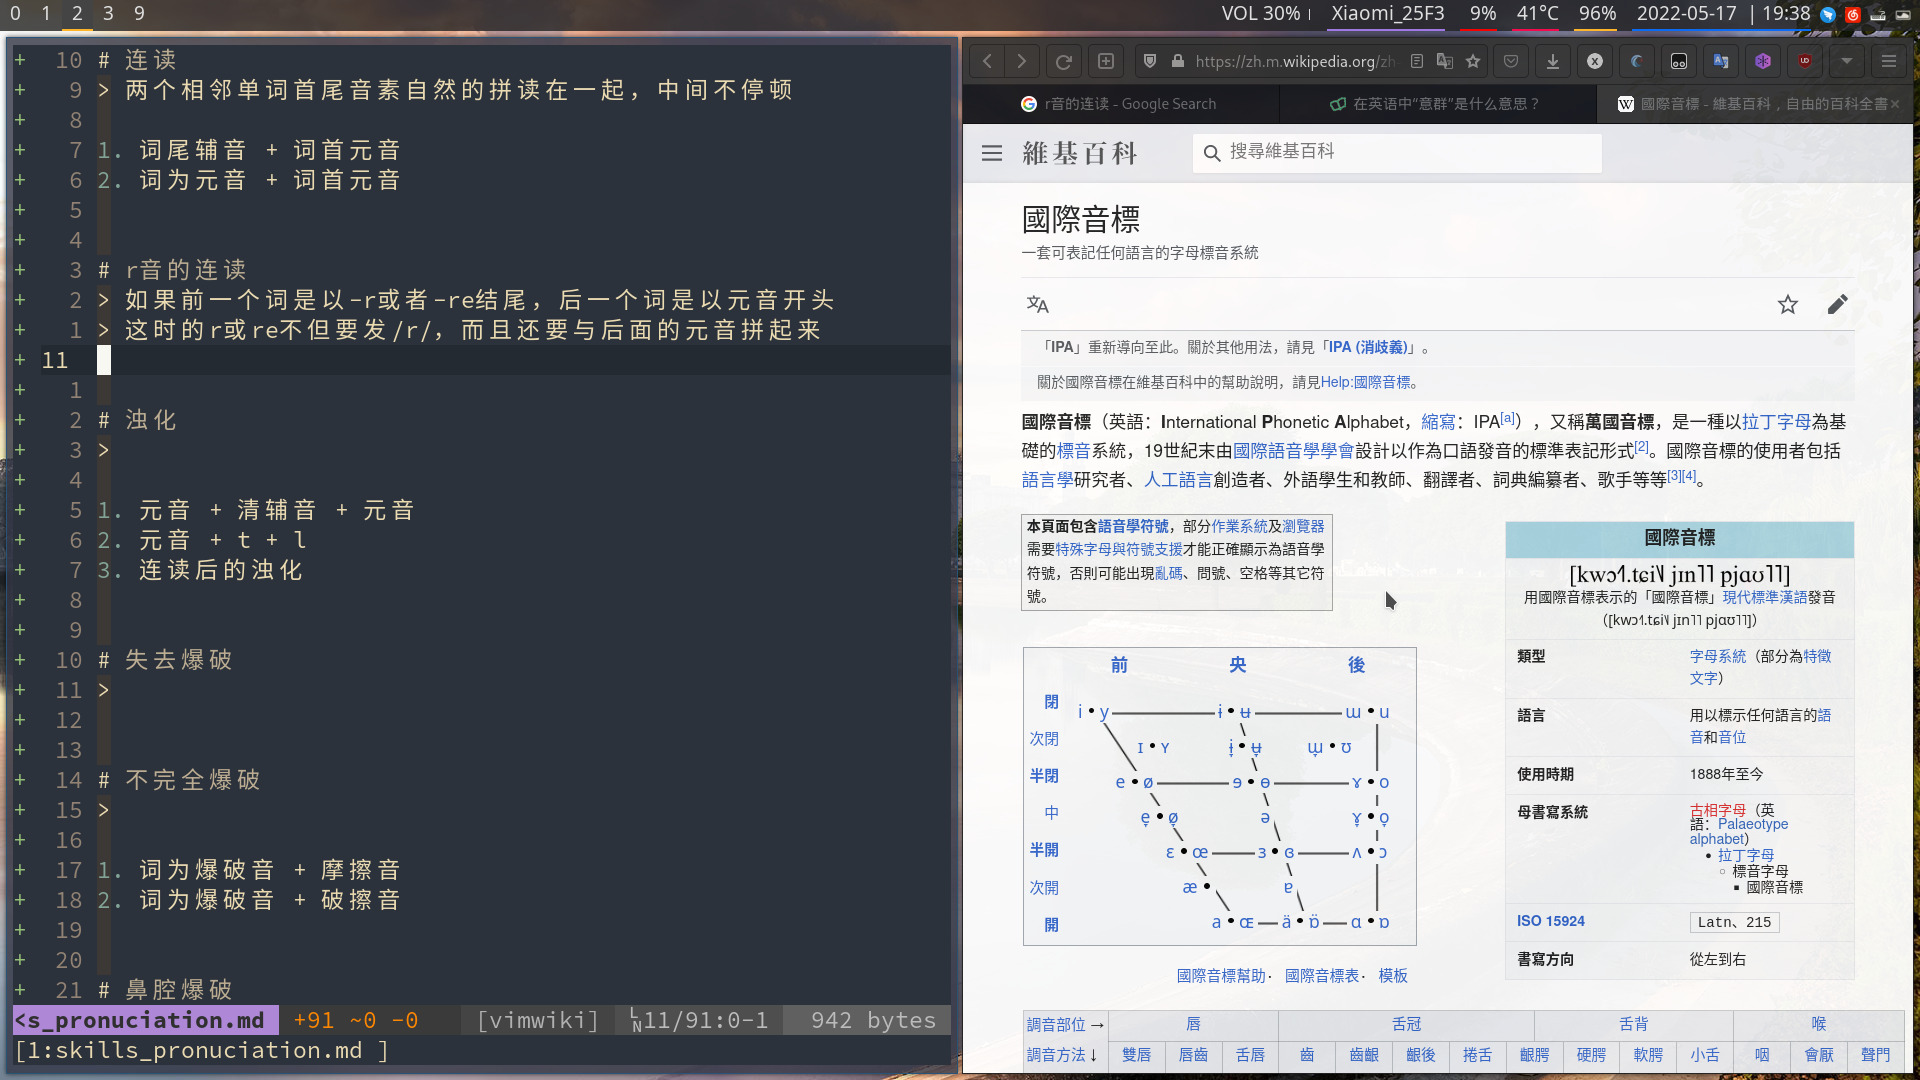 0 1 2 3 9
VOL 30% Xiaomi_25F3 9% 41°C 96% 2022-05-17 | 19:38
+ 10 # 连读
+ 9 > 两个相邻单词首尾音素自然的拼读在一起，中间不停顿
+ 8
+ 7 1. 词尾辅音 + 词首元音
+ 6 2. 词为元音 + 词首元音
+ 5
+ 4
+ 3 # r音的连读
+ 2 > 如果前一个词是以-r或者-re结尾，后一个词是以元音开头
+ 1 > 这时的r或re不但要发/r/，而且还要与后面的元音拼起来
+ 11
+ 1
+ 2 # 浊化
+ 3 >
+ 4
+ 5 1. 元音 + 清辅音 + 元音
+ 6 2. 元音 + t + l
+ 7 3. 连读后的浊化
+ 8
+ 9
+ 10 # 失去爆破
+ 11 >
+ 12
+ 13
+ 14 # 不完全爆破
+ 15 >
+ 16
+ 17 1. 词为爆破音 + 摩擦音
+ 18 2. 词为爆破音 + 破擦音
+ 19
+ 20
+ 21 # 鼻腔爆破
<s_pronuciation.md +91 ~0 -0 [vimwiki] 11/91:0-1 942 bytes
[1:skills_pronuciation.md ]
https://zh.m.wikipedia.org/zh
r音的连读 - Google Search
在英语中“意群”是什么意思？
國際音標 - 維基百科，自由的百科全書
維基百科
搜尋維基百科
國際音標
一套可表記任何語言的字母標音系統
「IPA」重新導向至此。關於其他用法，請見「IPA (消歧義)」。
關於國際音標在維基百科中的幫助說明，請見Help:國際音標。
國際音標（英語：International Phonetic Alphabet，縮寫：IPA[a]），又稱萬國音標，是一種以拉丁字母為基
礎的標音系統，19世紀末由國際語音學學會設計以作為口語發音的標準表記形式[2]。國際音標的使用者包括
語言學研究者、人工語言創造者、外語學生和教師、翻譯者、詞典編纂者、歌手等等[3][4]。
本頁面包含語音學符號，部分作業系統及瀏覽器
需要特殊字母與符號支援才能正確顯示為語音學
符號，否則可能出現亂碼、問號、空格等其它符
號。
前 央 後
閉 i • y ɨ • ʉ ɯ • u
次閉 ɪ • ʏ ɨ̞ • ʉ̞ ɯ̞ • ʊ
半閉 e • ø ɘ • ɵ ɤ • o
中 e̞ • ø̞ ə ɤ̞ • o̞
半開 ɛ • œ ɜ • ɞ ʌ • ɔ
次開 æ • ɐ
開 a • ɶ ä • ɒ̈ ɑ • ɒ
國際音標幫助· 國際音標表· 模板
國際音標
[kwɔ˧˥.tɕi˥˩ jɪn˥˥ pjɑʊ˥˥]
用國際音標表示的「國際音標」現代標準漢語發音
（[kwɔ˧˥.tɕi˥˩ jɪn˥˥ pjɑʊ˥˥]）
類型 字母系統（部分為特徵
文字）
語言 用以標示任何語言的語
音和音位
使用時期 1888年至今
母書寫系統 古相字母（英
語：Palaeotype
alphabet）
• 拉丁字母
◦ 標音字母
▪ 國際音標
ISO 15924 Latn、215
書寫方向 從左到右
調音部位 → 唇 舌冠 舌背 喉
調音方法 ↓ 雙唇 唇齒 舌唇 齒 齒齦 齦後 捲舌 齦腭 硬腭 軟腭 小舌 咽 會厭 聲門